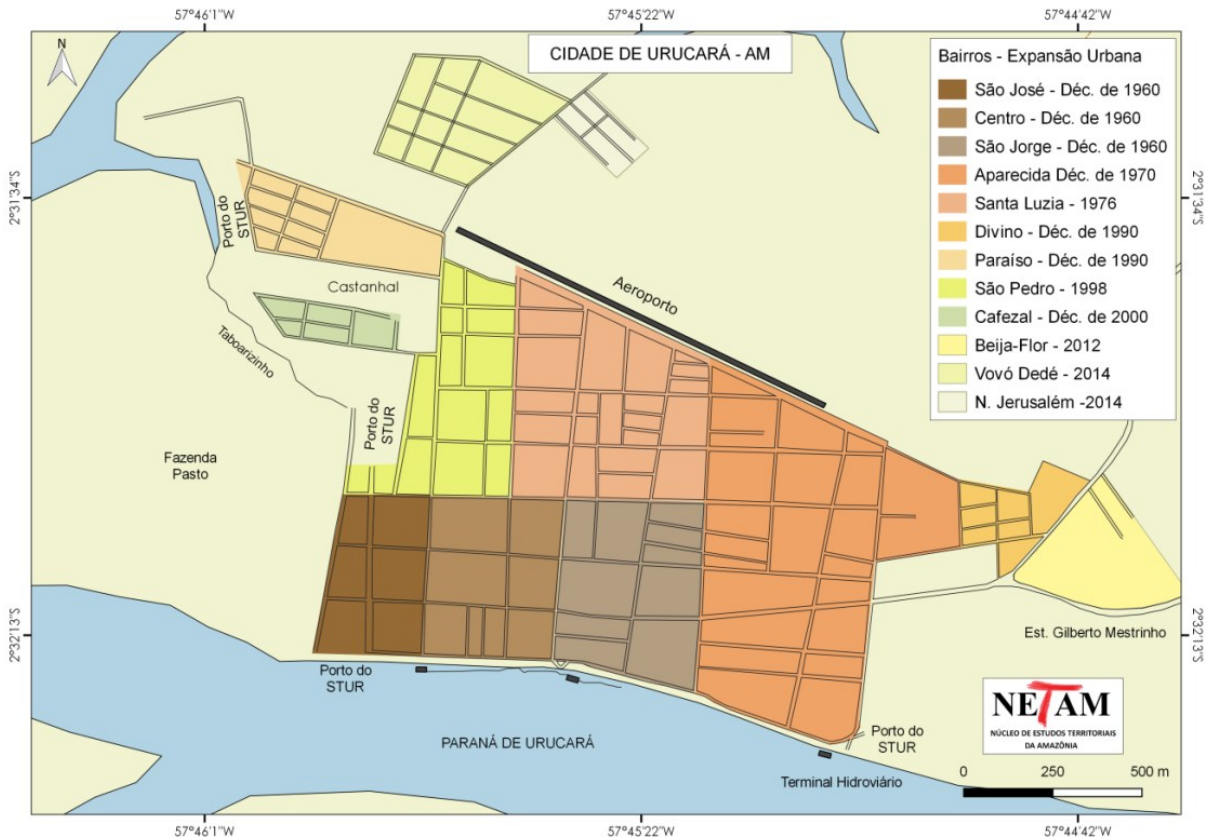 57°46'1"W
57°45'22"W
57°44'42"W
N
CIDADE DE URUCARÁ - AM
Bairros - Expansão Urbana
São José - Déc. de 1960
Centro - Déc. de 1960
São Jorge - Déc. de 1960
Aparecida Déc. de 1970
Santa Luzia - 1976
Divino - Déc. de 1990
Paraíso - Déc. de 1990
São Pedro - 1998
Cafezal - Déc. de 2000
Beija-Flor - 2012
Vovó Dedé - 2014
N. Jerusalém -2014
2°31'34"S
2°31'34"S
Porto do
STUR
Castanhal
Aeroporto
Taboarizinho
Porto do
STUR
Fazenda
Pasto
2°32'13"S
2°32'13"S
Est. Gilberto Mestrinho
Porto do
STUR
PARANÁ DE URUCARÁ
Porto do
STUR
Terminal Hidroviário
NETAM
NÚCLEO DE ESTUDOS TERRITORIAIS
DA AMAZÔNIA
0 250 500 m
57°46'1"W
57°45'22"W
57°44'42"W